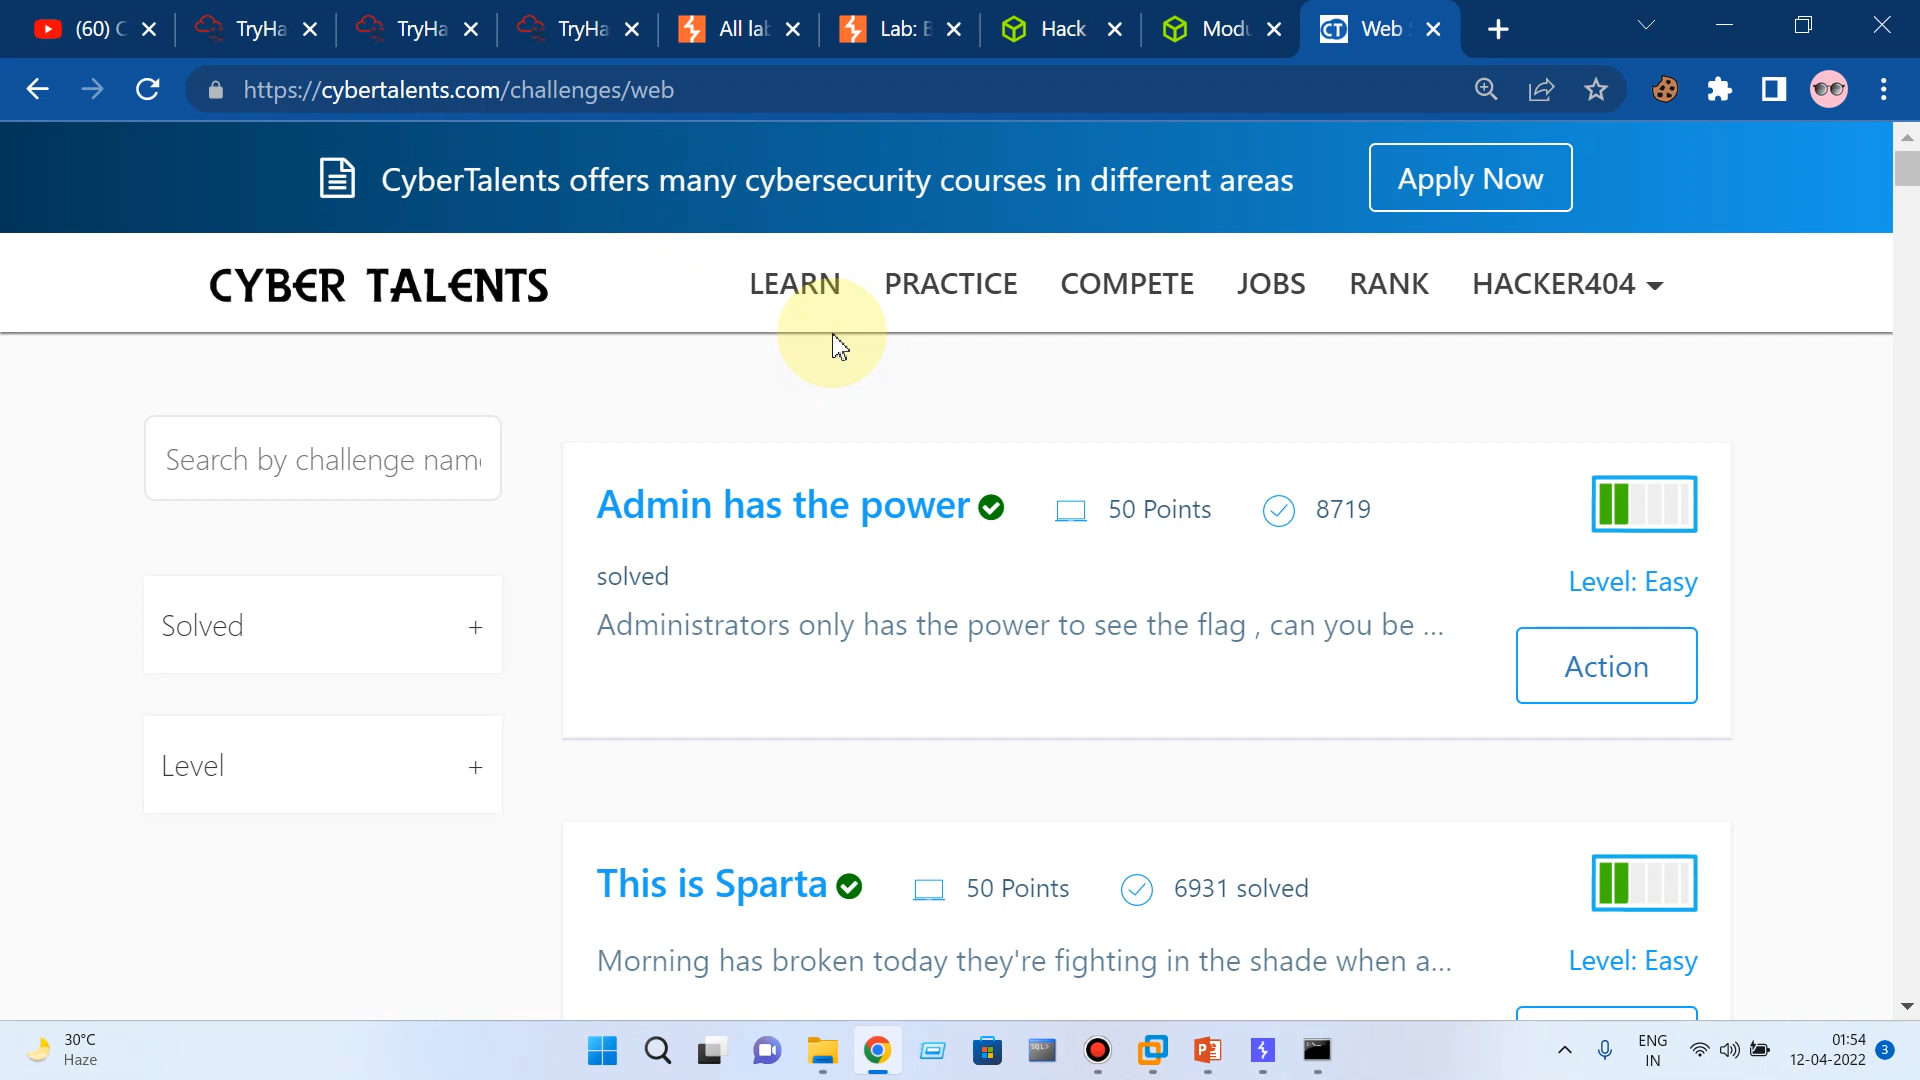 (60) C
TryHa
TryHa
TryHa
All lab
Lab: B
Hack
Modu
Web
https://cybertalents.com/challenges/web
CyberTalents offers many cybersecurity courses in different areas
Apply Now
CYBER TALENTS
LEARN PRACTICE COMPETE JOBS RANK HACKER404
Search by challenge nam
Solved +
Level +
Admin has the power 50 Points 8719
solved
Administrators only has the power to see the flag , can you be ...
Level: Easy
Action
This is Sparta 50 Points 6931 solved
Morning has broken today they're fighting in the shade when a...
Level: Easy
30°C
Haze
ENG
IN
01:54
12-04-2022
3